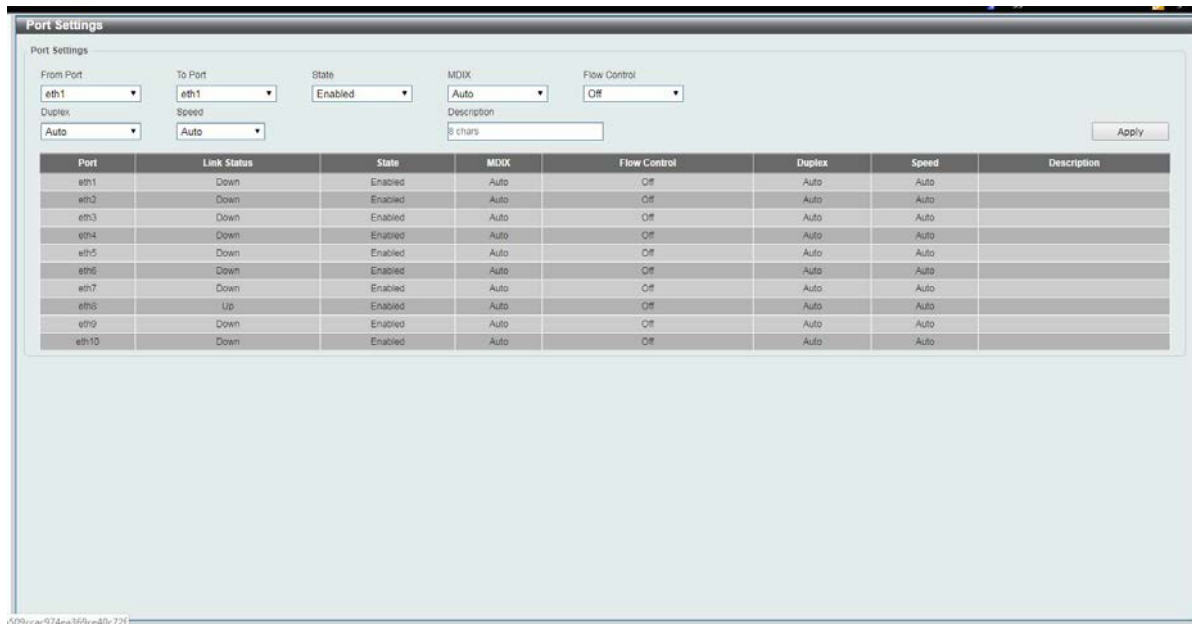 Port Settings
Port Settings
From Port To Port State MDIX Flow Control
eth1 eth1 Enabled Auto Off
Duplex Speed Description
Auto Auto 8 chars Apply
Port Link Status State MDIX Flow Control Duplex Speed Description
eth1 Down Enabled Auto Off Auto Auto
eth2 Down Enabled Auto Off Auto Auto
eth3 Down Enabled Auto Off Auto Auto
eth4 Down Enabled Auto Off Auto Auto
eth5 Down Enabled Auto Off Auto Auto
eth6 Down Enabled Auto Off Auto Auto
eth7 Down Enabled Auto Off Auto Auto
eth8 Up Enabled Auto Off Auto Auto
eth9 Down Enabled Auto Off Auto Auto
eth10 Down Enabled Auto Off Auto Auto